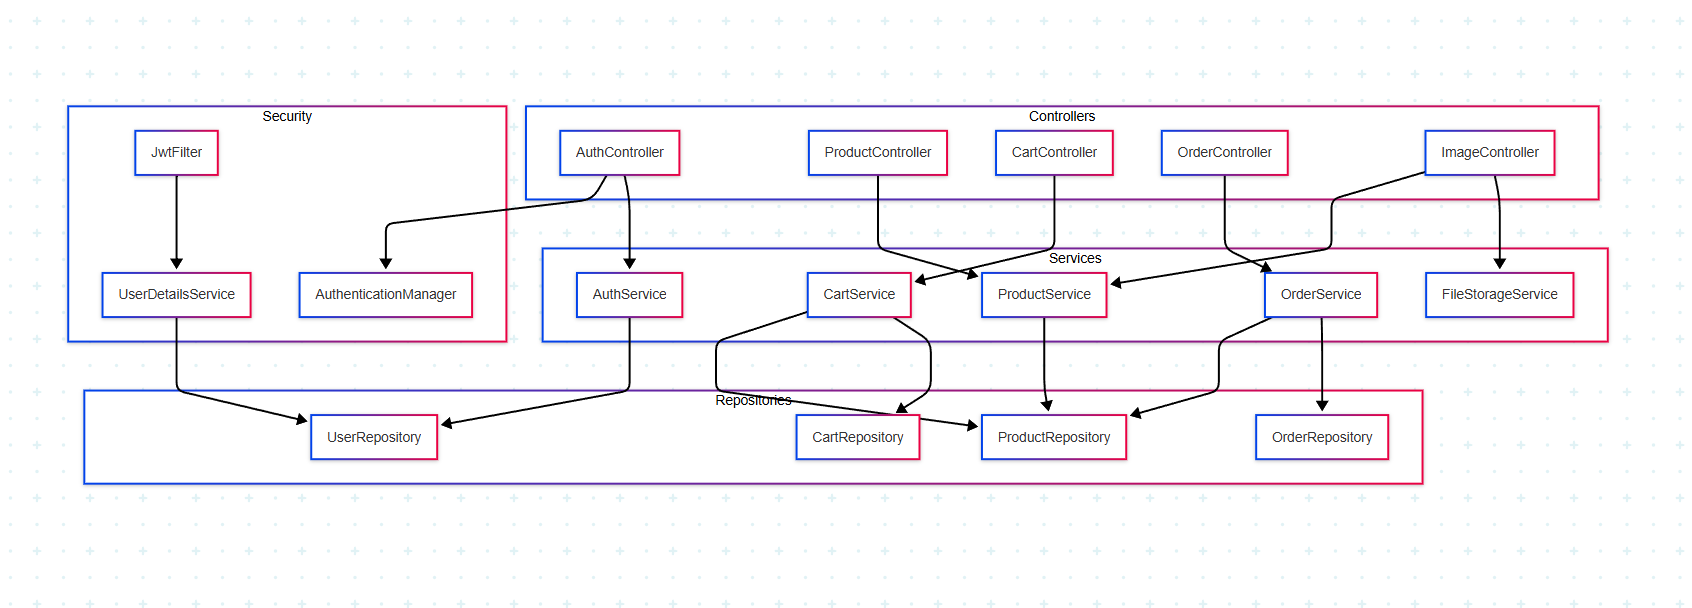 Security
JwtFilter
UserDetailsService
AuthenticationManager
Controllers
AuthController
ProductController
CartController
OrderController
ImageController
Services
AuthService
CartService
ProductService
OrderService
FileStorageService
Repositories
UserRepository
CartRepository
ProductRepository
OrderRepository